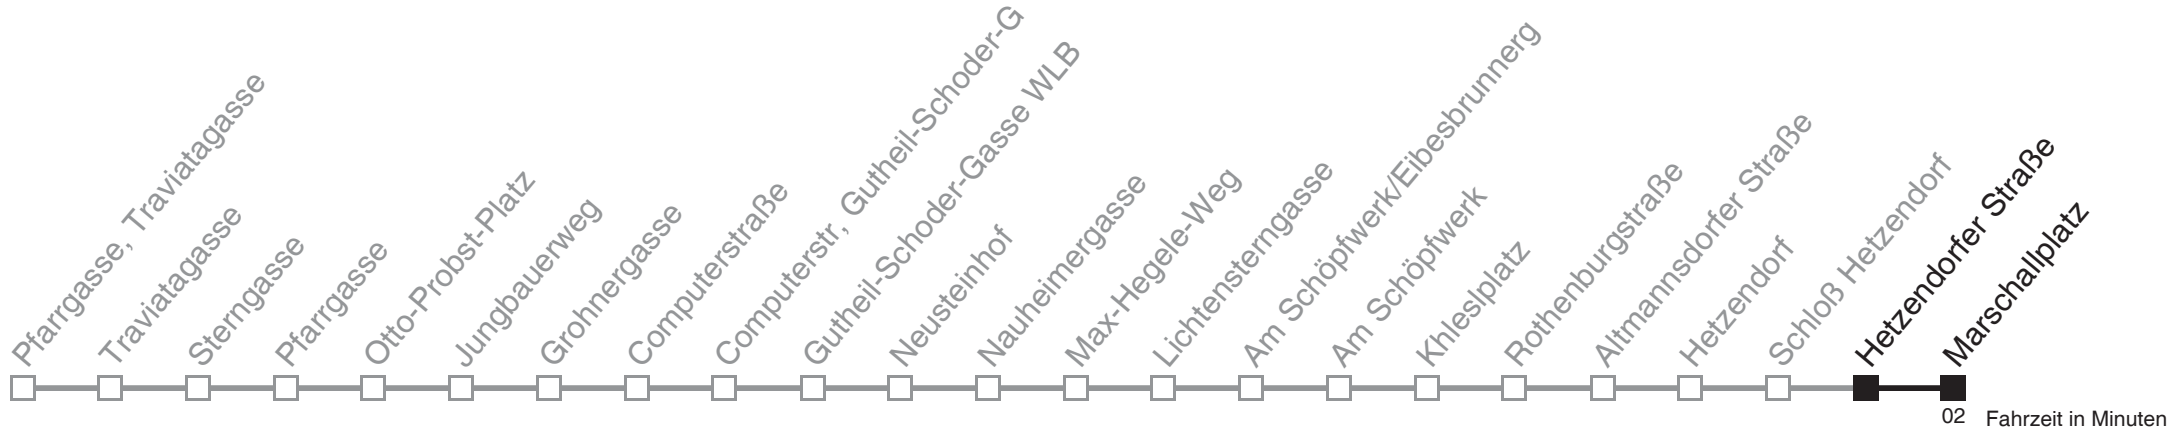 Pfarrgasse, Traviatagasse
Traviatagasse
Sterngasse
Pfarrgasse
Otto-Probst-Platz
Jungbauerweg
Grohnergasse
Computerstraße
Computerstr, Gutheil-Schoder-G
Gutheil-Schoder-Gasse WLB
Neusteinhof
Nauheimergasse
Max-Hegele-Weg
Lichtensterngasse
Am Schöpfwerk/Eibesbrunnerg
Am Schöpfwerk
Khleslplatz
Rothenburgstraße
Altmannsdorfer Straße
Hetzendorf
Schloß Hetzendorf
Hetzendorfer Straße
Marschallplatz
02 Fahrzeit in Minuten